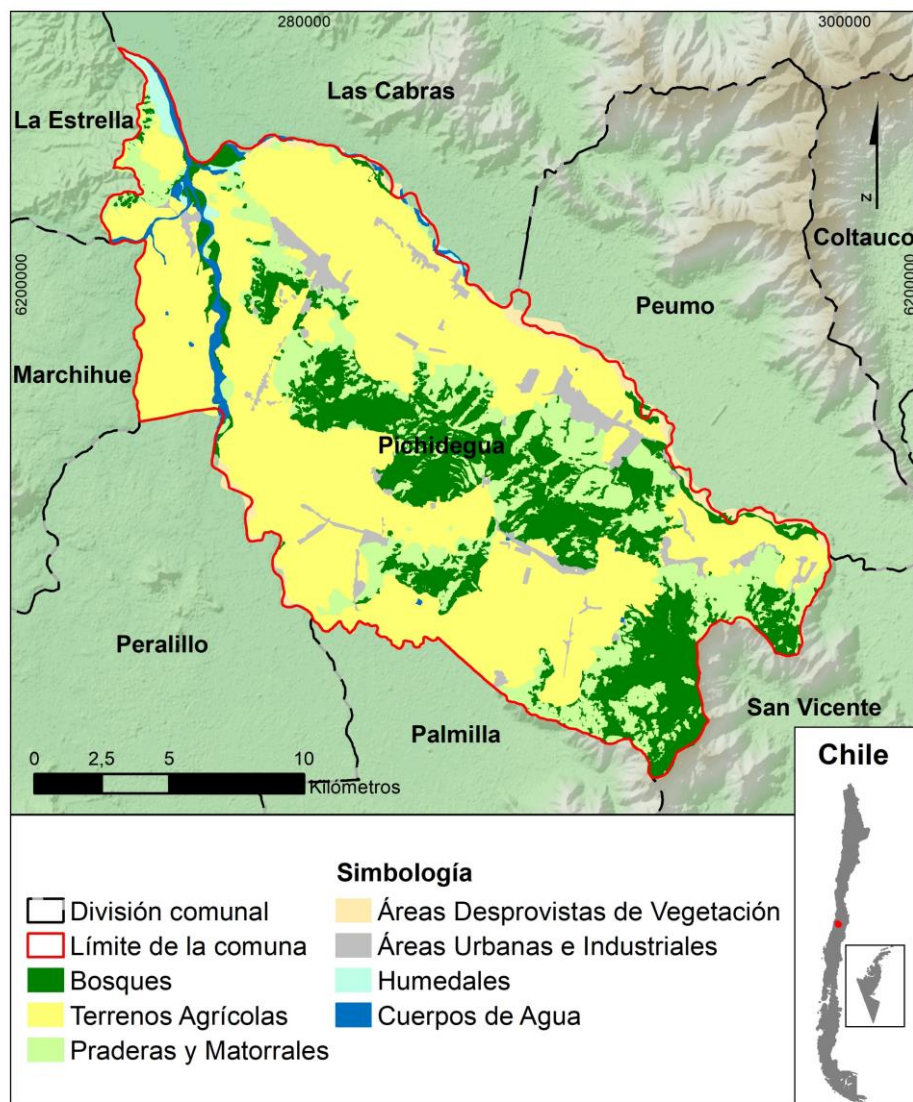 280000
300000
Las Cabras
La Estrella
N
Coltauco
6200000
6200000
Peumo
Marchihue
Pichidegua
Peralillo
San Vicente
Palmilla
0 2,5 5 10
Kilómetros
Chile
Simbología
División comunal
Límite de la comuna
Bosques
Terrenos Agrícolas
Praderas y Matorrales
Áreas Desprovistas de Vegetación
Áreas Urbanas e Industriales
Humedales
Cuerpos de Agua